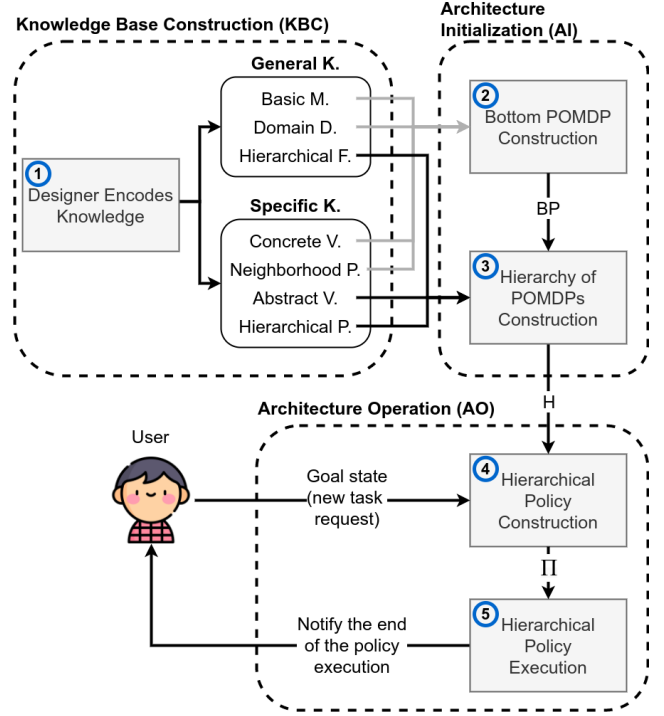 Knowledge Base Construction (KBC)
Architecture
Initialization (AI)
General K.
Basic M.
Domain D.
Hierarchical F.
1
Designer Encodes
Knowledge
Specific K.
Concrete V.
Neighborhood P.
Abstract V.
Hierarchical P.
2
Bottom POMDP
Construction
BP
3
Hierarchy of
POMDPs
Construction
H
Architecture Operation (AO)
User
Goal state
(new task
request)
4
Hierarchical
Policy
Construction
Π
5
Hierarchical
Policy
Execution
Notify the end
of the policy
execution